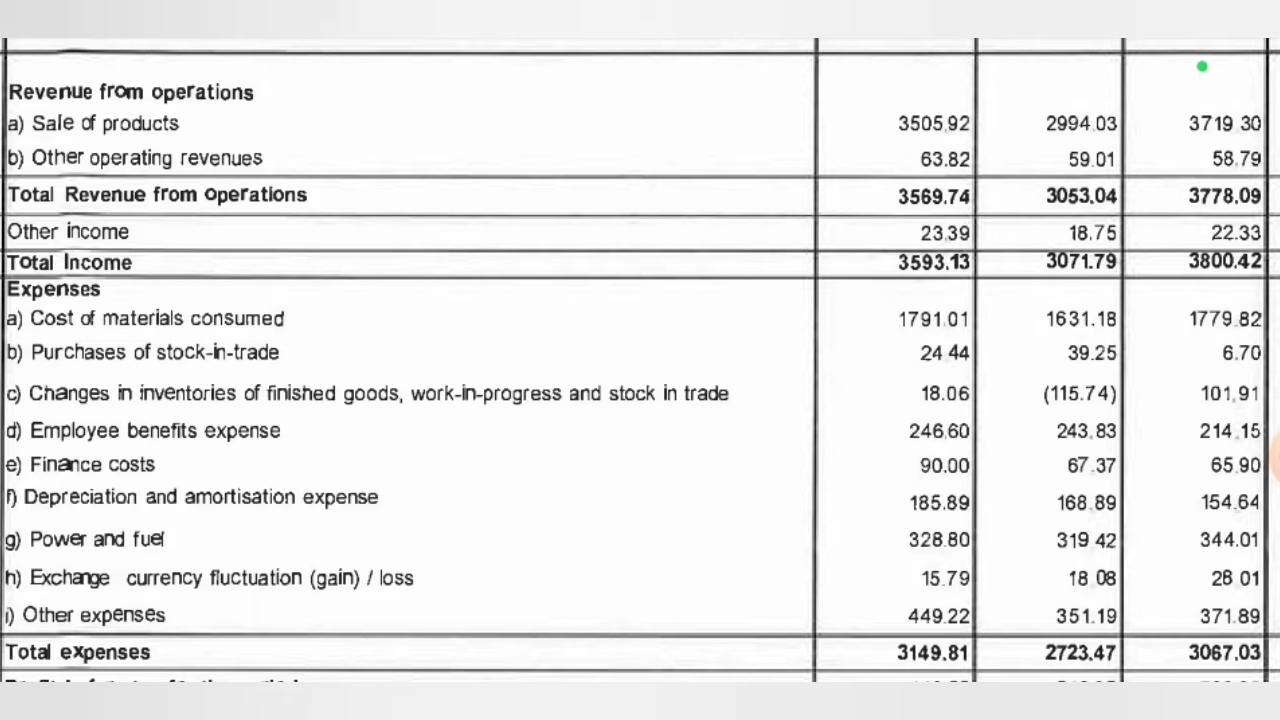 Revenue from operations
a) Sale of products 3505.92 2994.03 3719.30
b) Other operating revenues 63.82 59.01 58.79
Total Revenue from Operations 3569.74 3053.04 3778.09
Other income 23.39 18.75 22.33
Total Income 3593.13 3071.79 3800.42
Expenses
a) Cost of materials consumed 1791.01 1631.18 1779.82
b) Purchases of stock-in-trade 24.44 39.25 6.70
c) Changes in inventories of finished goods, work-in-progress and stock in trade 18.06 (115.74) 101.91
d) Employee benefits expense 246.60 243.83 214.15
e) Finance costs 90.00 67.37 65.90
f) Depreciation and amortisation expense 185.89 168.89 154.64
g) Power and fuel 328.80 319.42 344.01
h) Exchange currency fluctuation (gain) / loss 15.79 18.08 28.01
i) Other expenses 449.22 351.19 371.89
Total expenses 3149.81 2723.47 3067.03